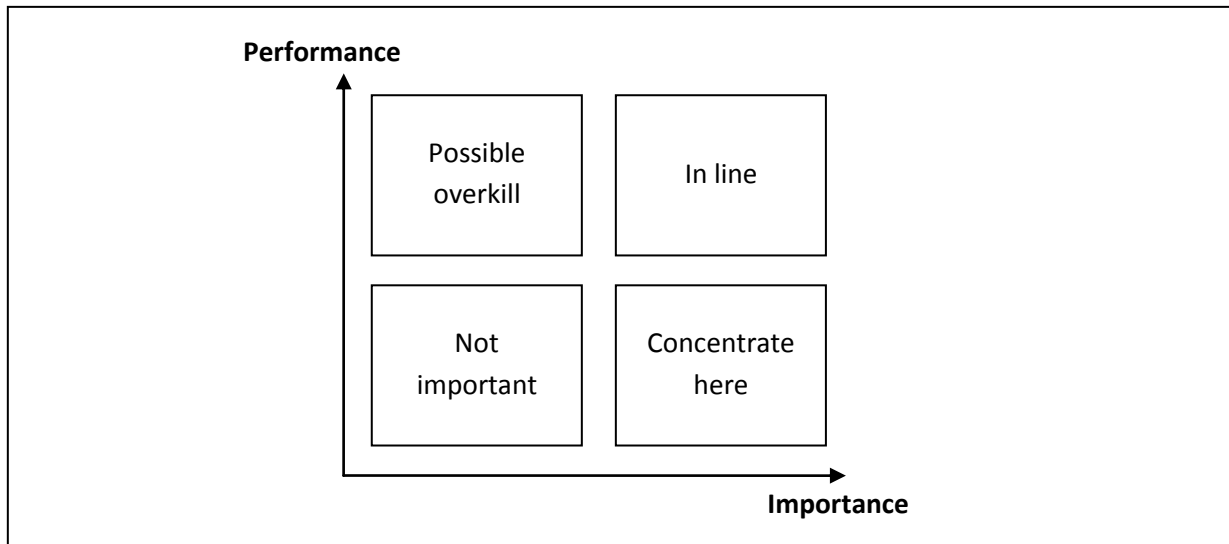 Performance
Possible
overkill
In line
Not
important
Concentrate
here
Importance